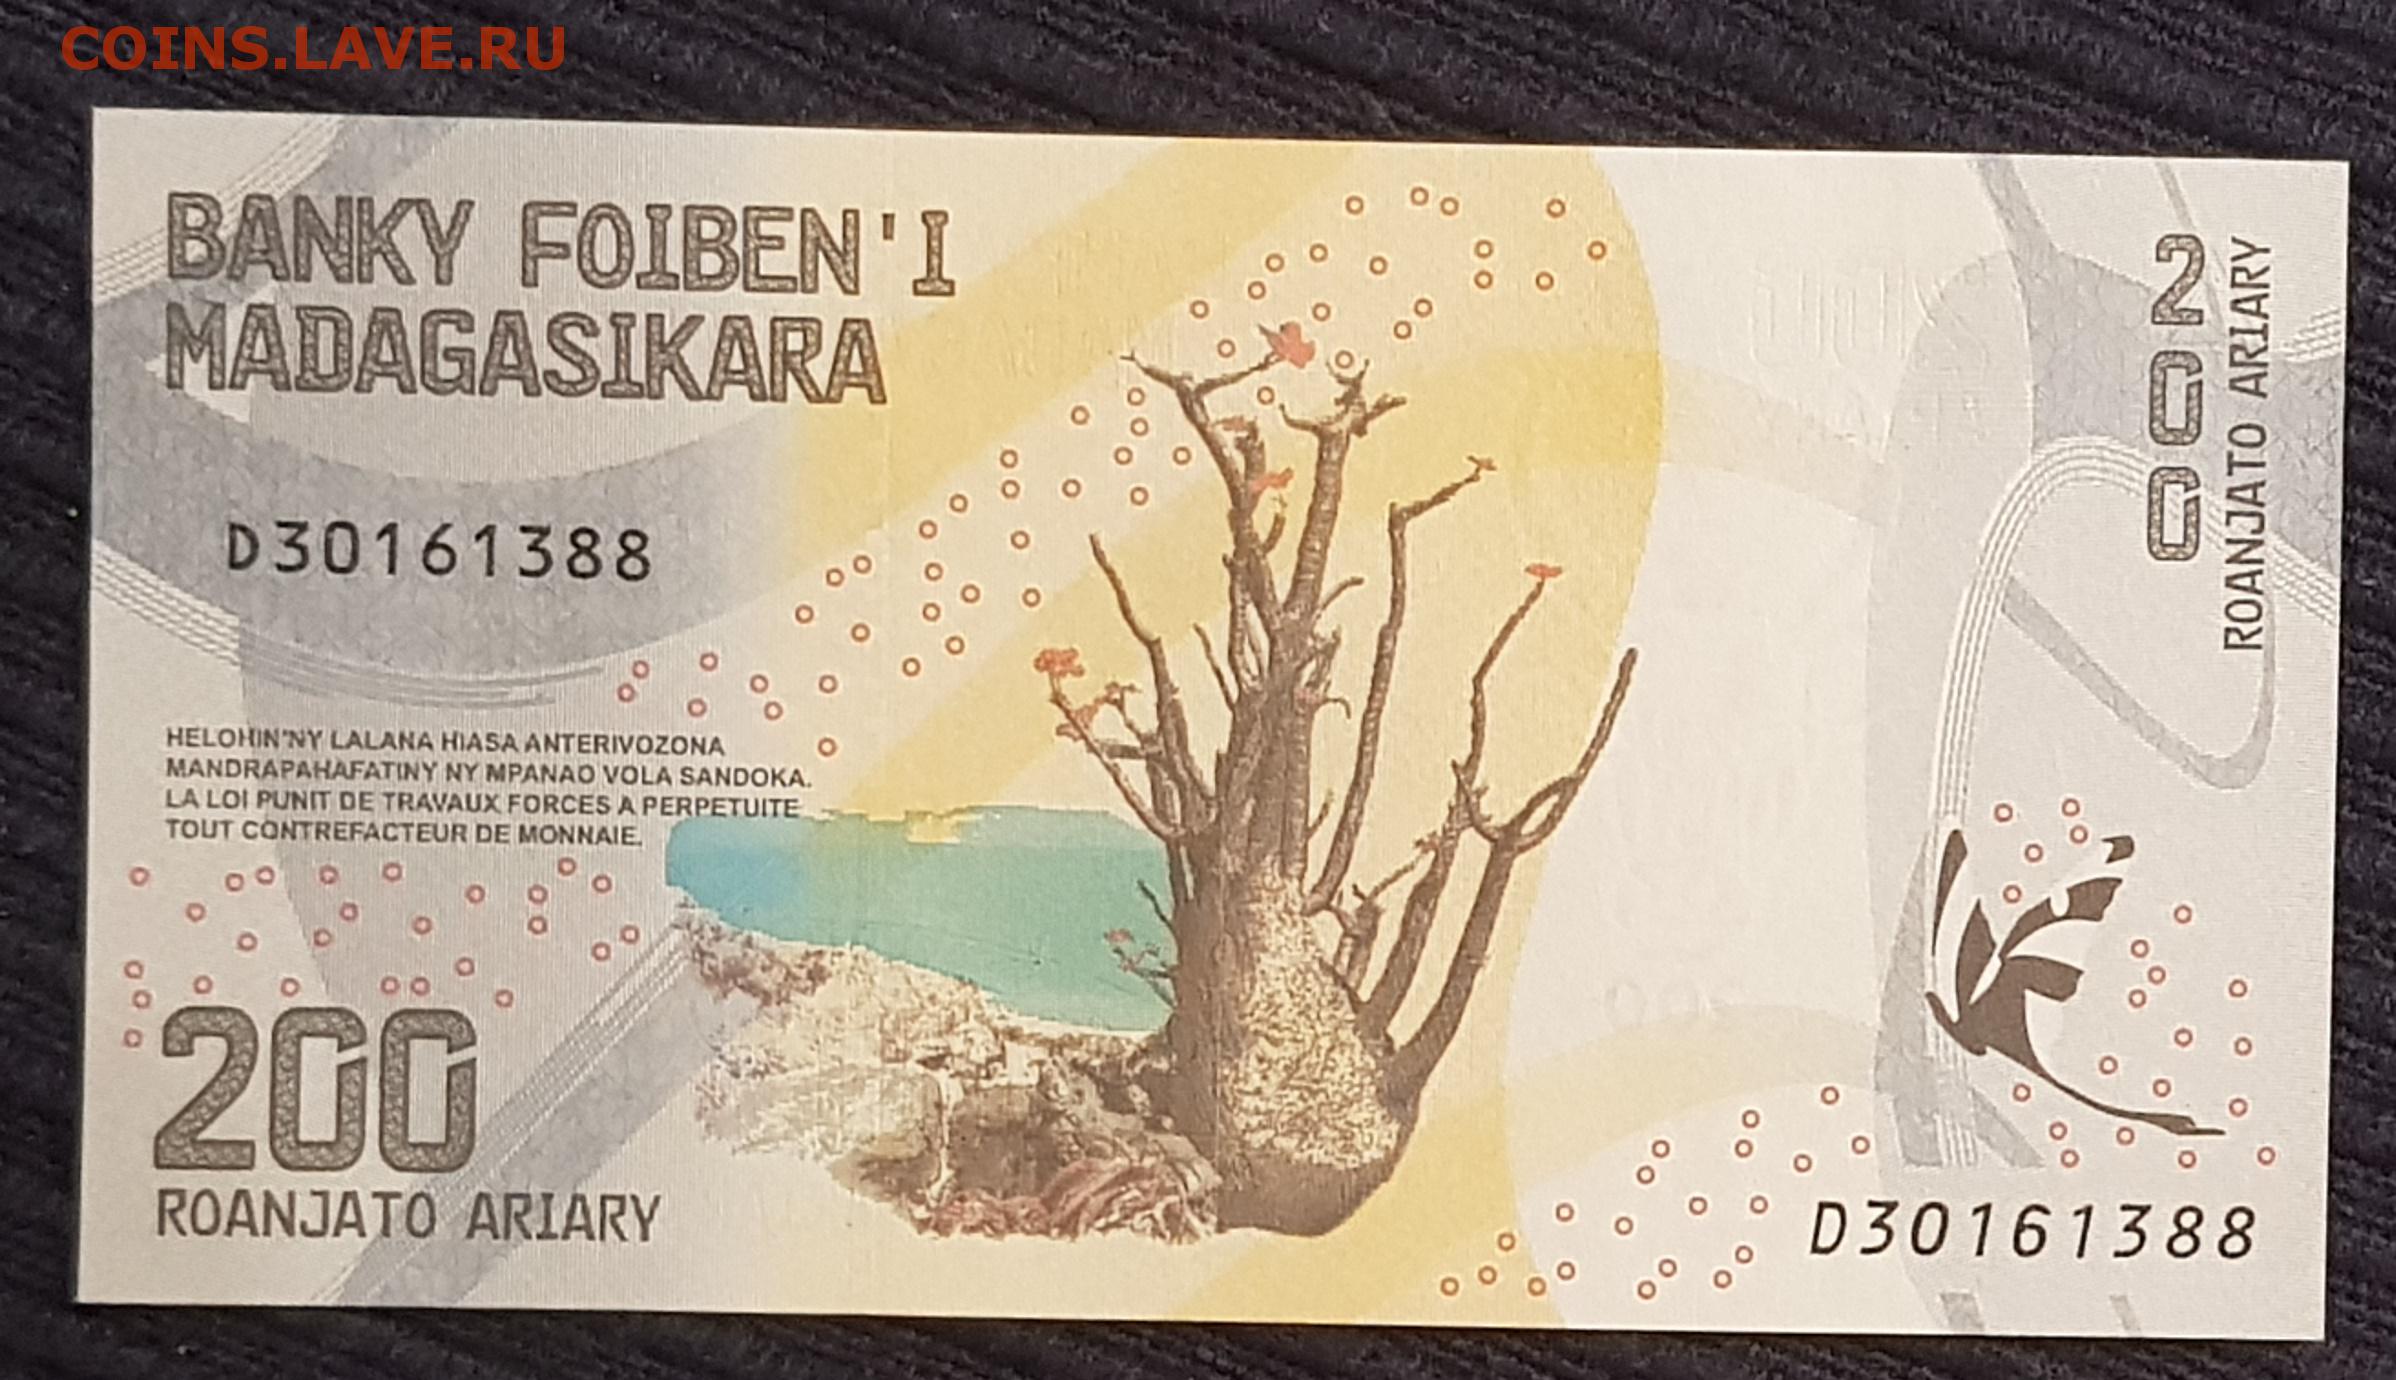 COINS.LAVE.RU
BANKY FOIBEN'I
MADAGASIKARA
D30161388
HELOHIN'NY LALANA HIASA ANTERIVOZONA
MANDRAPAHAFATINY NY MPANAO VOLA SANDOKA.
LA LOI PUNIT DE TRAVAUX FORCES A PERPETUITE
TOUT CONTREFACTEUR DE MONNAIE.
200
ROANJATO ARIARY
200
ROANJATO ARIARY
D30161388